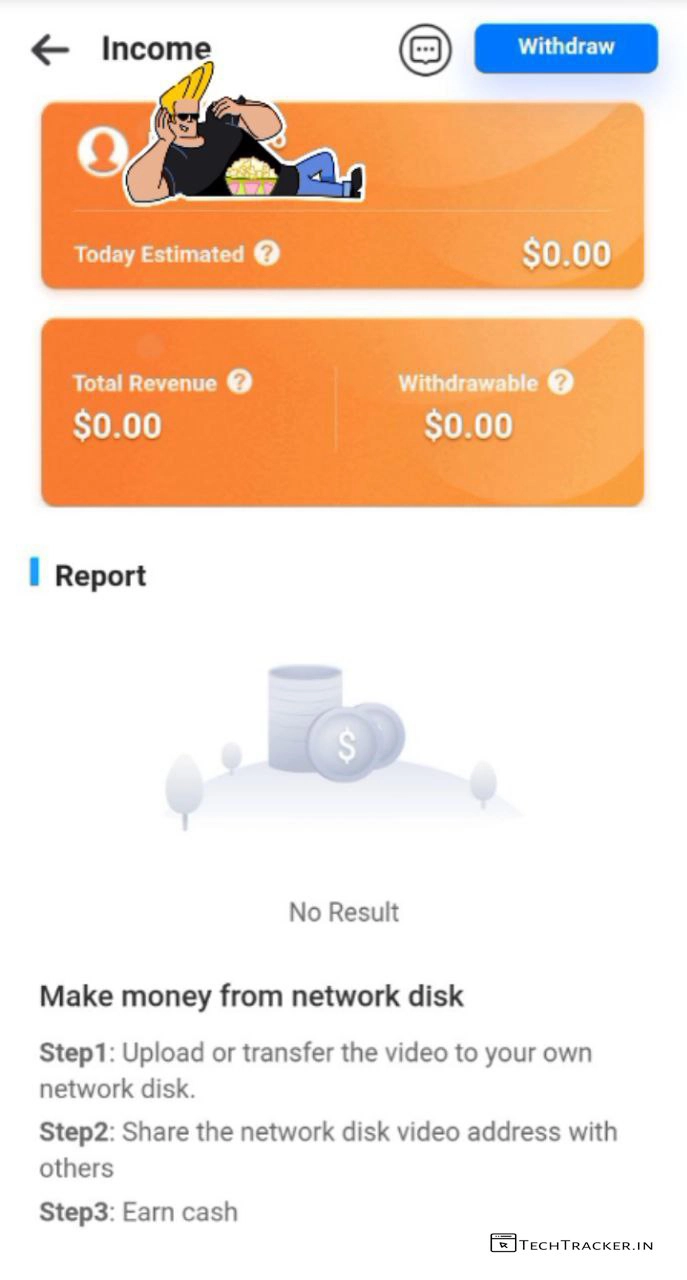 Income
Withdraw
Today Estimated ?
$0.00
Total Revenue ?
Withdrawable ?
$0.00
$0.00
Report
$
No Result
Make money from network disk
Step1: Upload or transfer the video to your own
network disk.
Step2: Share the network disk video address with
others
Step3: Earn cash
TECHTRACKER.IN